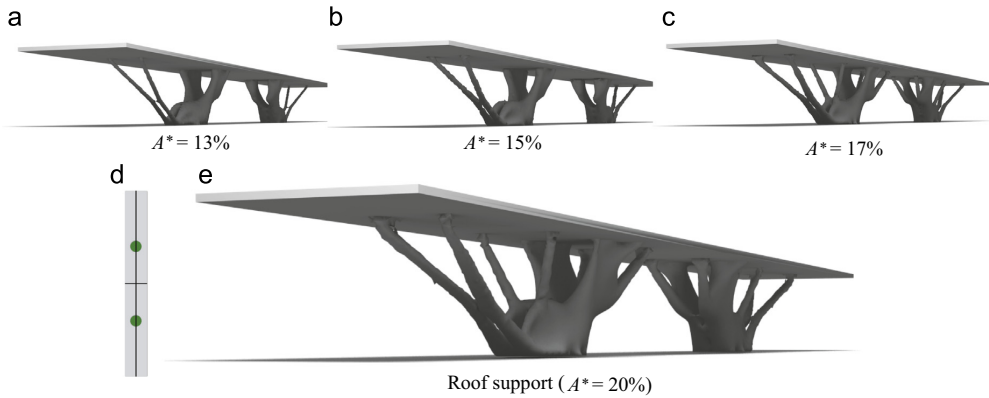 a
b
c
A* = 13%
A* = 15%
A* = 17%
d
e
Roof support (A* = 20%)